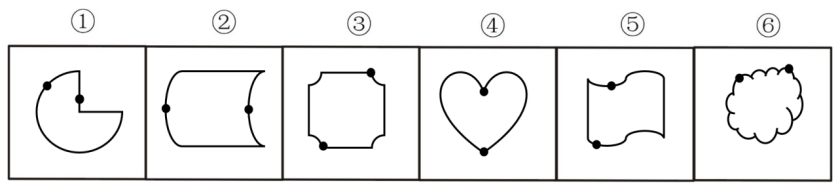 ① ② ③ ④ ⑤ ⑥